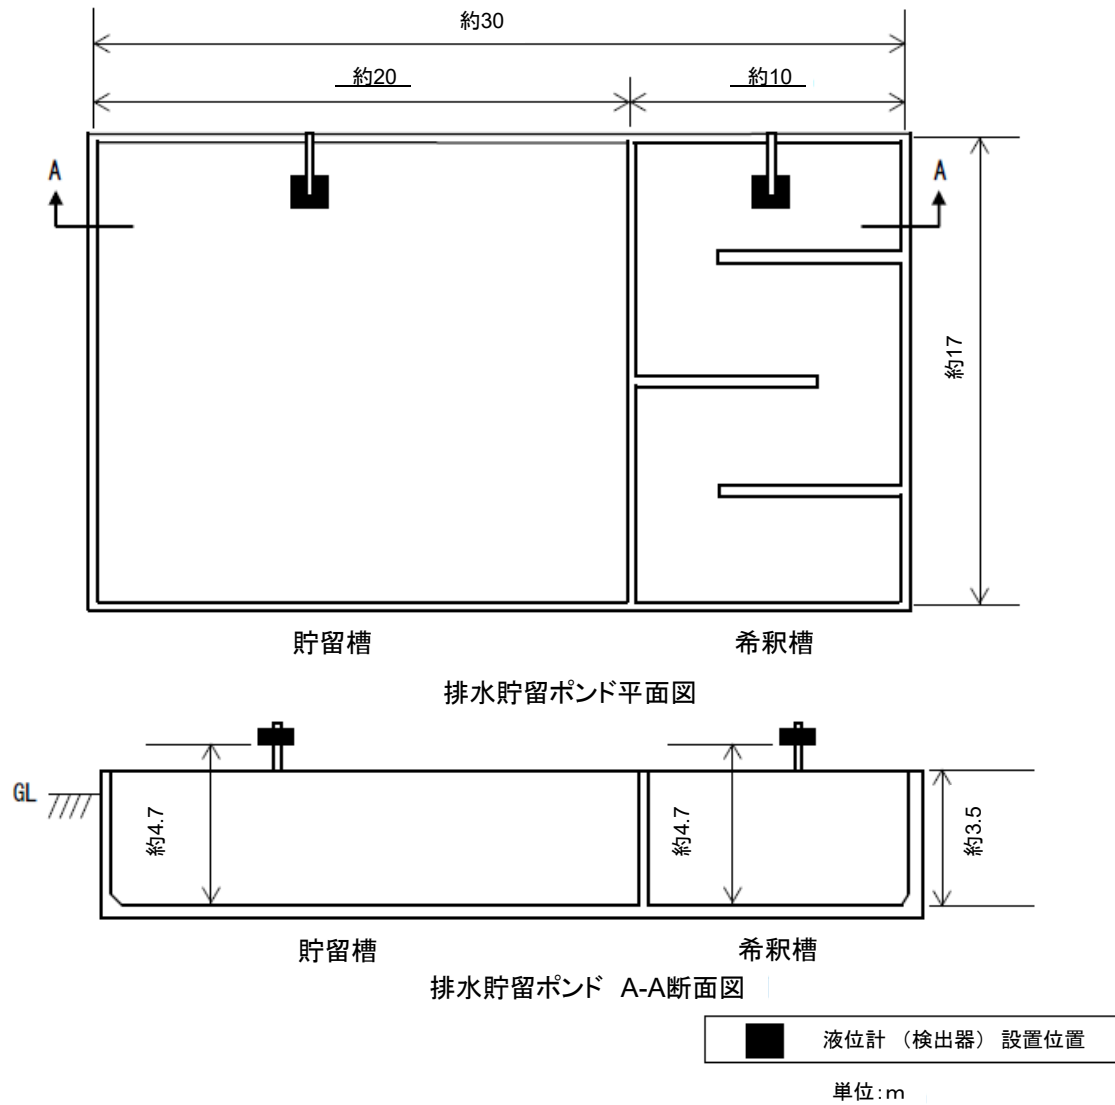 約30
約20
約10
A
A
約17
貯留槽
希釈槽
排水貯留ポンド平面図
GL
約4.7
約4.7
約3.5
貯留槽
希釈槽
排水貯留ポンド A-A断面図
液位計 （検出器） 設置位置
単位：m